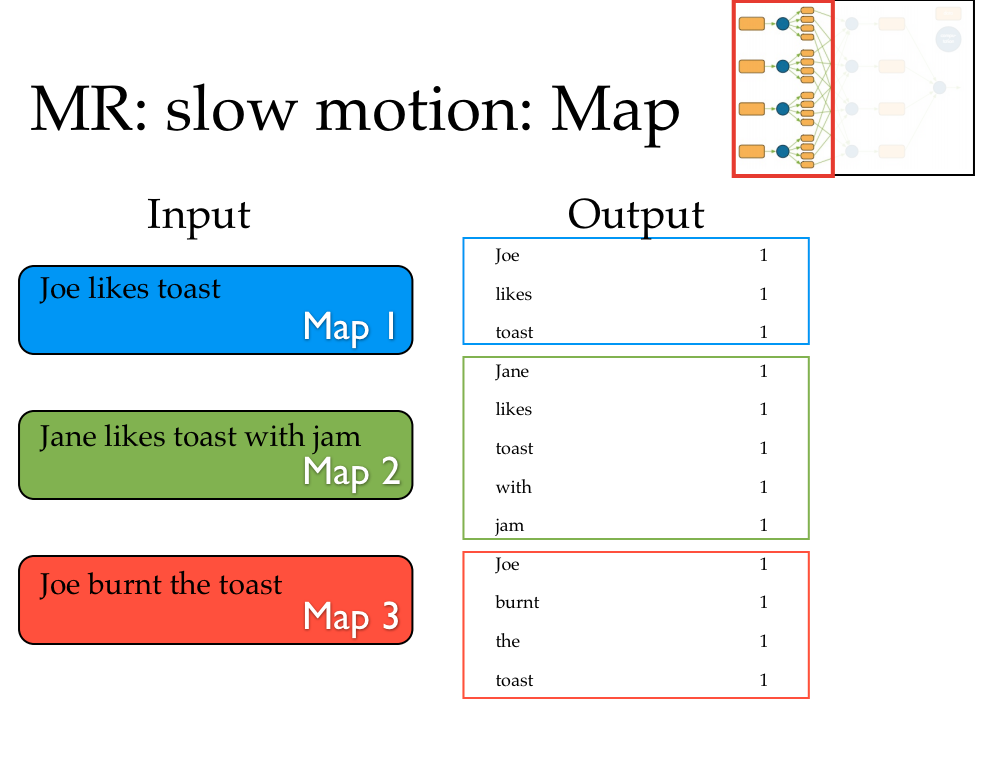 MR: slow motion: Map
Input
Output
Joe likes toast
Map 1
Joe 1
likes 1
toast 1
Jane likes toast with jam
Map 2
Jane 1
likes 1
toast 1
with 1
jam 1
Joe burnt the toast
Map 3
Joe 1
burnt 1
the 1
toast 1